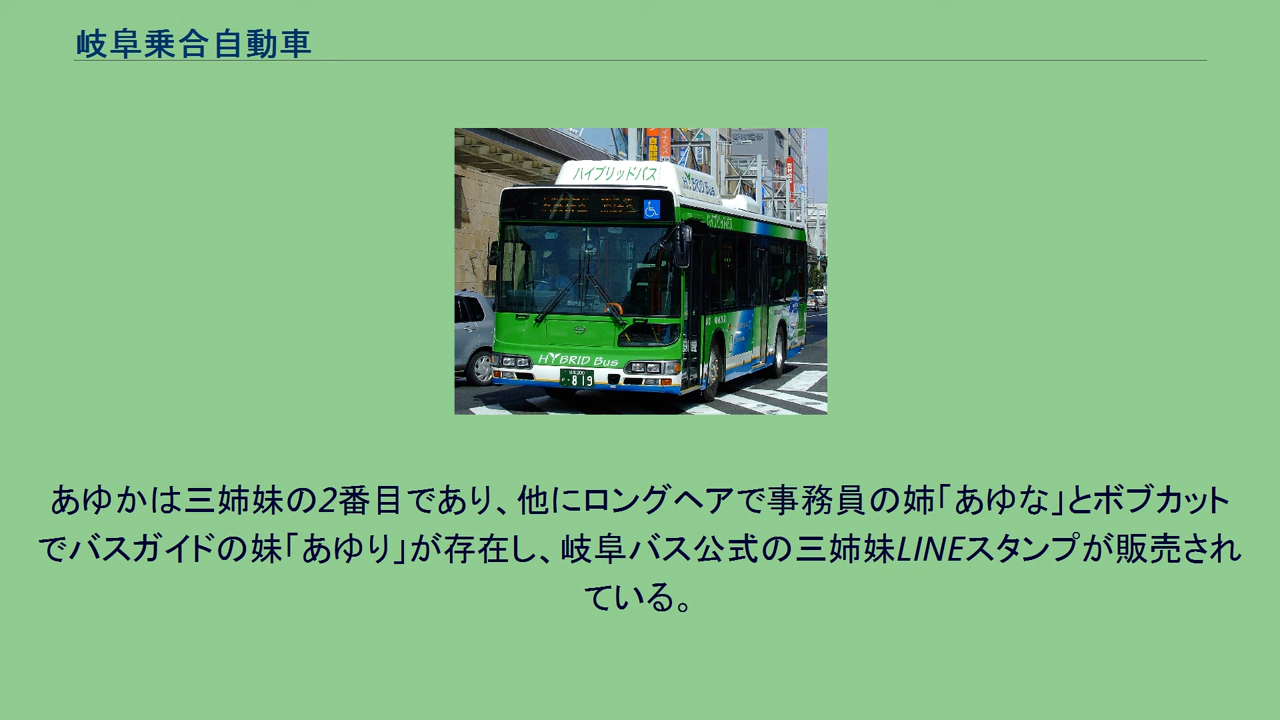 岐阜乗合自動車
ハイブリッドバス
HYBRID Bus
HYBRID Bus
819
あゆかは三姉妹の2番目であり、他にロングヘアで事務員の姉「あゆな」とボブカット
でバスガイドの妹「あゆり」が存在し、岐阜バス公式の三姉妹LINEスタンプが販売され
ている。